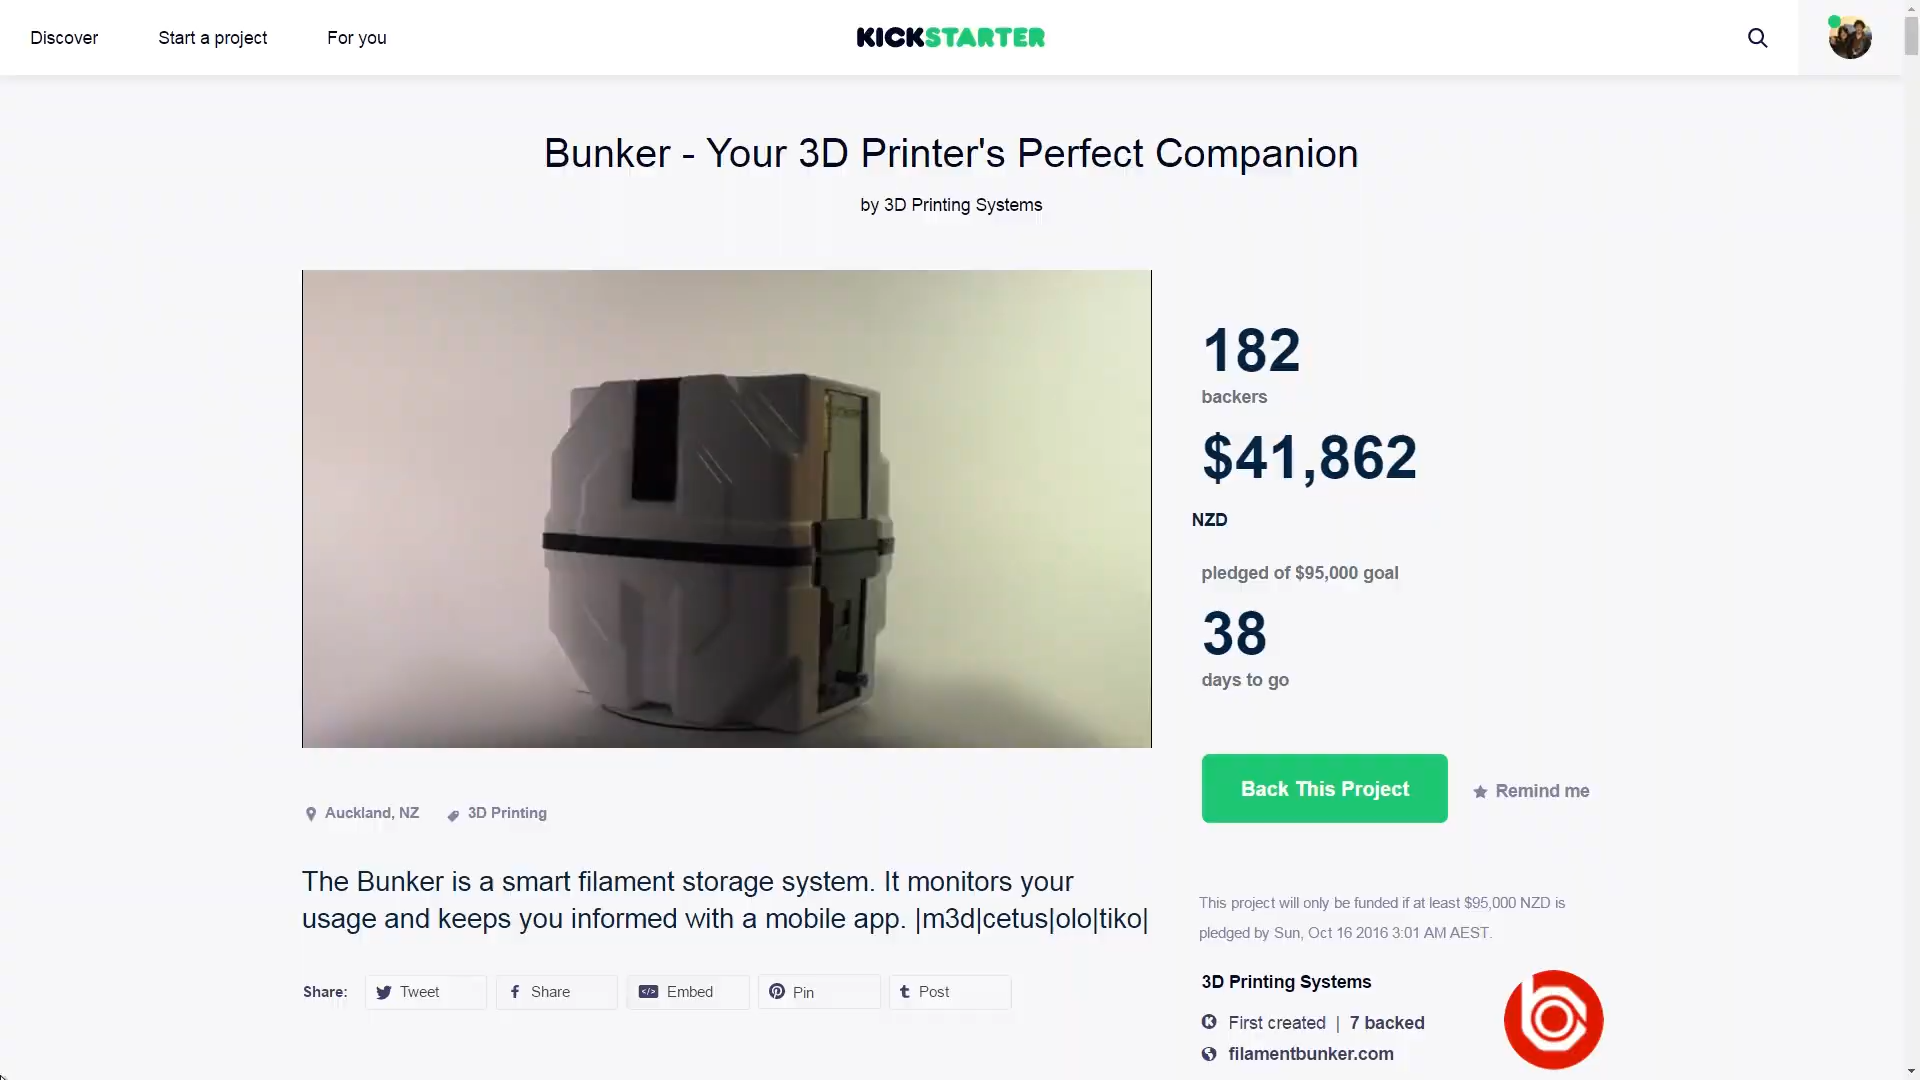 Discover
Start a project
For you
KICKSTARTER
Bunker - Your 3D Printer's Perfect Companion
by 3D Printing Systems
182
backers
$41,862
NZD
pledged of $95,000 goal
38
days to go
Back This Project
Remind me
Auckland, NZ
3D Printing
The Bunker is a smart filament storage system. It monitors your
usage and keeps you informed with a mobile app. |m3d|cetus|olo|tiko|
This project will only be funded if at least $95,000 NZD is
pledged by Sun, Oct 16 2016 3:01 AM AEST.
Share:
Tweet
Share
Embed
Pin
Post
3D Printing Systems
First created | 7 backed
filamentbunker.com